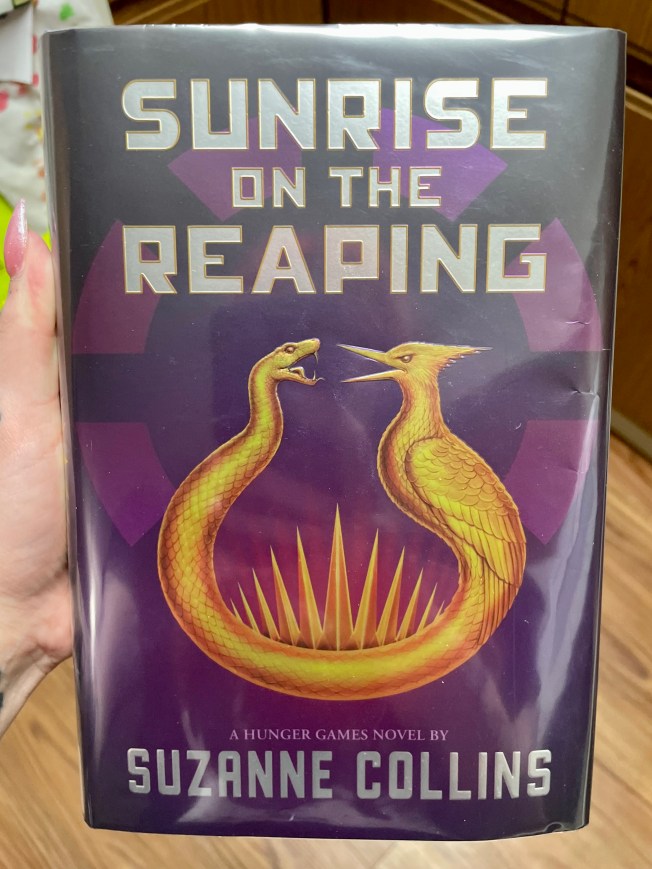 SUNRISE
ON THE
REAPING
A HUNGER GAMES NOVEL BY
SUZANNE COLLINS